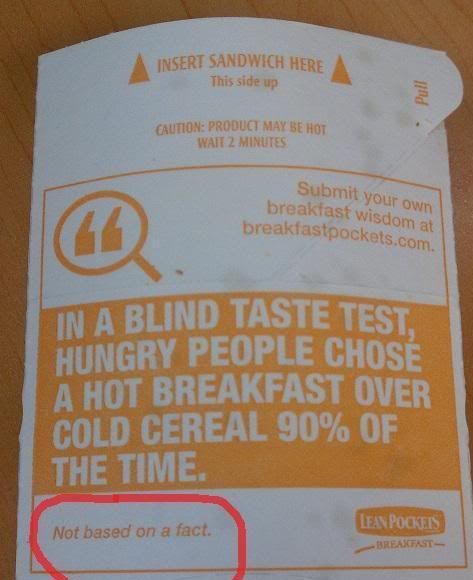 INSERT SANDWICH HERE
This side up
Pull
CAUTION: PRODUCT MAY BE HOT
WAIT 2 MINUTES
Submit your own
breakfast wisdom at
breakfastpockets.com.
IN A BLIND TASTE TEST,
HUNGRY PEOPLE CHOSE
A HOT BREAKFAST OVER
COLD CEREAL 90% OF
THE TIME.
Not based on a fact.
LEAN POCKETS
BREAKFAST